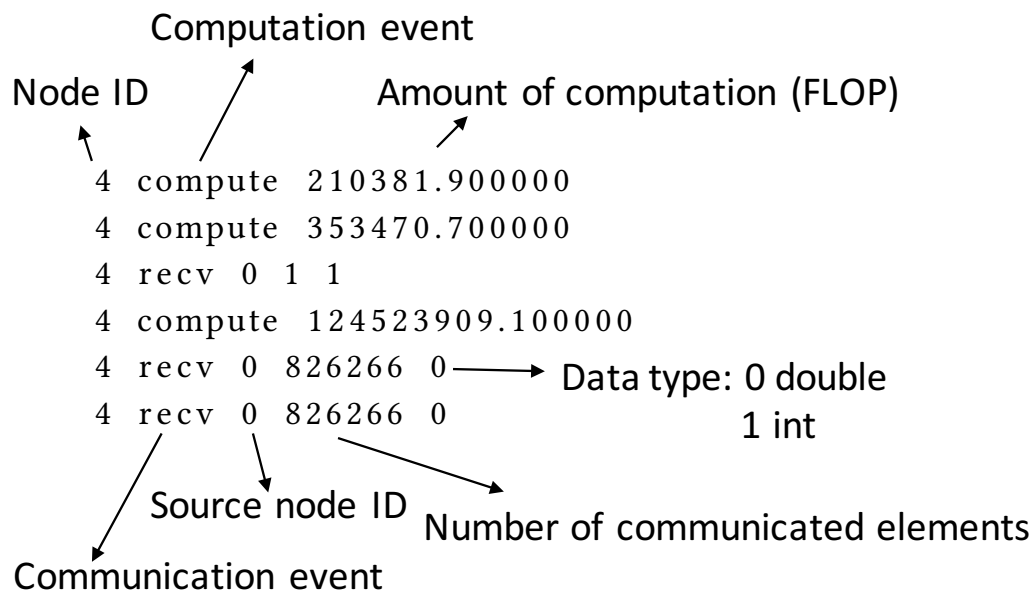 Computation event
Node ID
Amount of computation (FLOP)
4 compute 210381.900000
4 compute 353470.700000
4 recv 0 1 1
4 compute 124523909.100000
4 recv 0 826266 0
Data type: 0 double
1 int
4 recv 0 826266 0
Source node ID
Number of communicated elements
Communication event